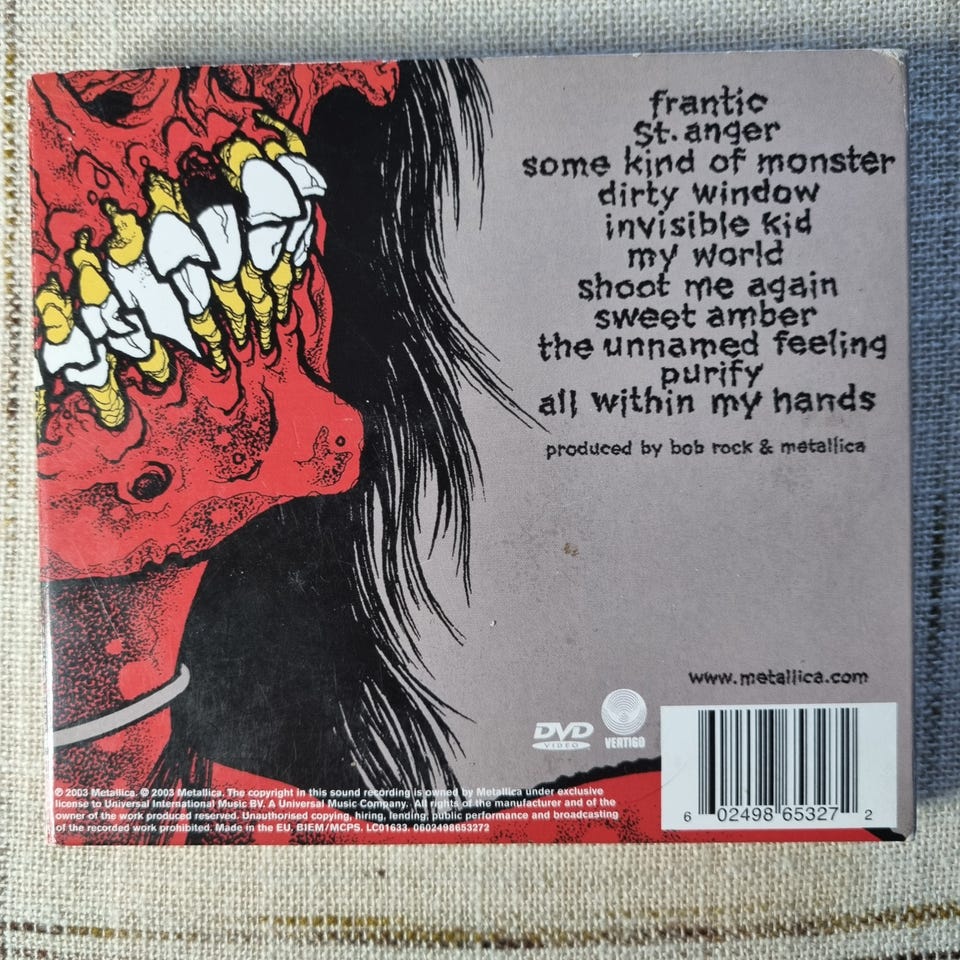 frantic
St. anger
some kind of monster
dirty window
invisible kid
my world
shoot me again
sweet amber
the unnamed feeling
purify
all within my hands
produced by bob rock & metallica
www.metallica.com
DVD
VIDEO
VERTIGO
6 02498 65327 2
℗ 2003 Metallica. © 2003 Metallica. The copyright in this sound recording is owned by Metallica under exclusive
license to Universal International Music BV. A Universal Music Company. All rights of the manufacturer and of the
owner of the work produced reserved. Unauthorised copying, hiring, lending, public performance and broadcasting
of the recorded work prohibited. Made in the EU. BIEM/MCPS. LC01633. 0602498653272